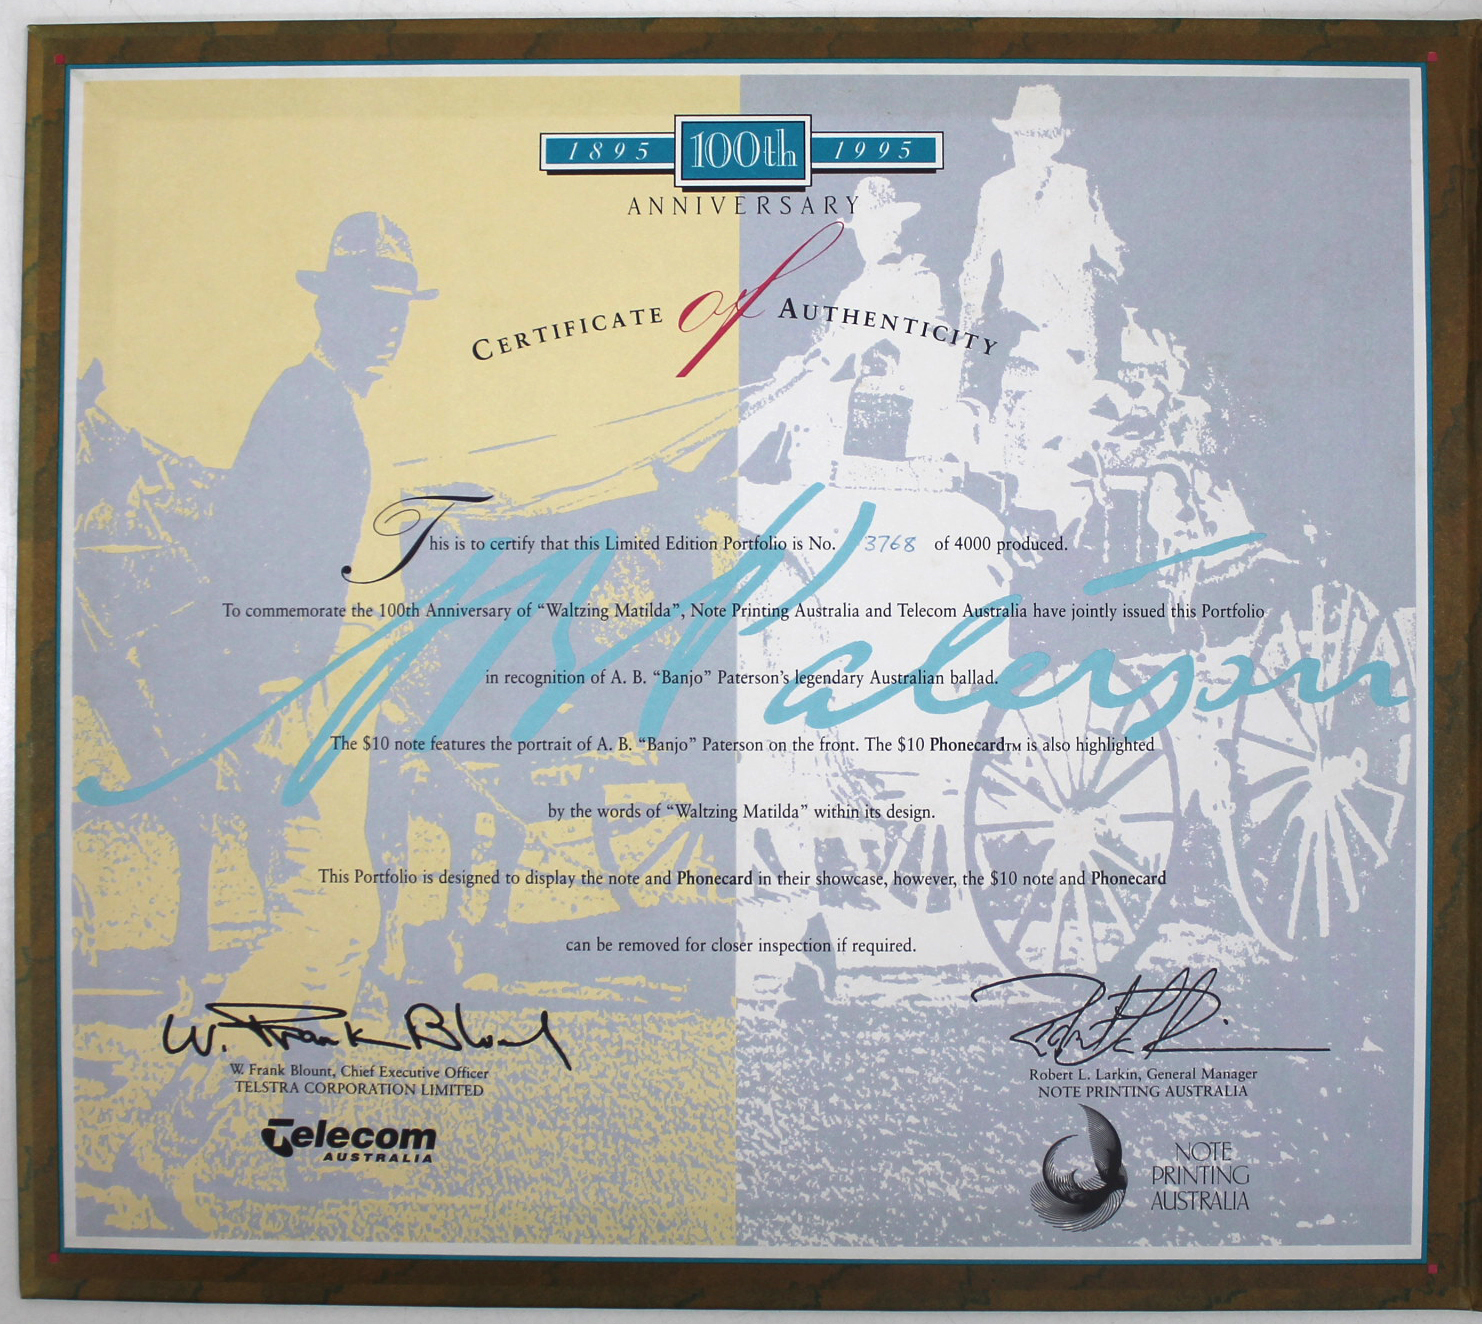 1895 100th 1995
ANNIVERSARY
CERTIFICATE of AUTHENTICITY
This is to certify that this Limited Edition Portfolio is No. 3768 of 4000 produced.
To commemorate the 100th Anniversary of “Waltzing Matilda”, Note Printing Australia and Telecom Australia have jointly issued this Portfolio
in recognition of A. B. “Banjo” Paterson’s legendary Australian ballad.
ABPaterson
The $10 note features the portrait of A. B. “Banjo” Paterson on the front. The $10 Phonecard™ is also highlighted
by the words of “Waltzing Matilda” within its design.
This Portfolio is designed to display the note and Phonecard in their showcase, however, the $10 note and Phonecard
can be removed for closer inspection if required.
W. Frank Blount
W. Frank Blount, Chief Executive Officer
TELSTRA CORPORATION LIMITED
Telecom
AUSTRALIA
Robert L. Larkin, General Manager
NOTE PRINTING AUSTRALIA
NOTE
PRINTING
AUSTRALIA